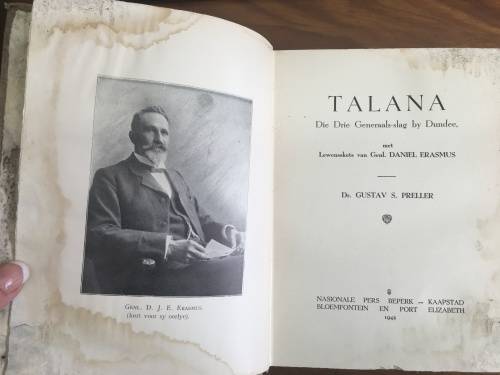 GENL. D. J. E. ERASMUS
(kort voor sy oorlye).
TALANA
Die Drie Generaals-slag by Dundee,
met
Lewenskets van Genl. DANIEL ERASMUS
Dr. GUSTAV S. PRELLER
NASIONALE PERS BEPERK — KAAPSTAD
BLOEMFONTEIN EN PORT ELIZABETH
1942